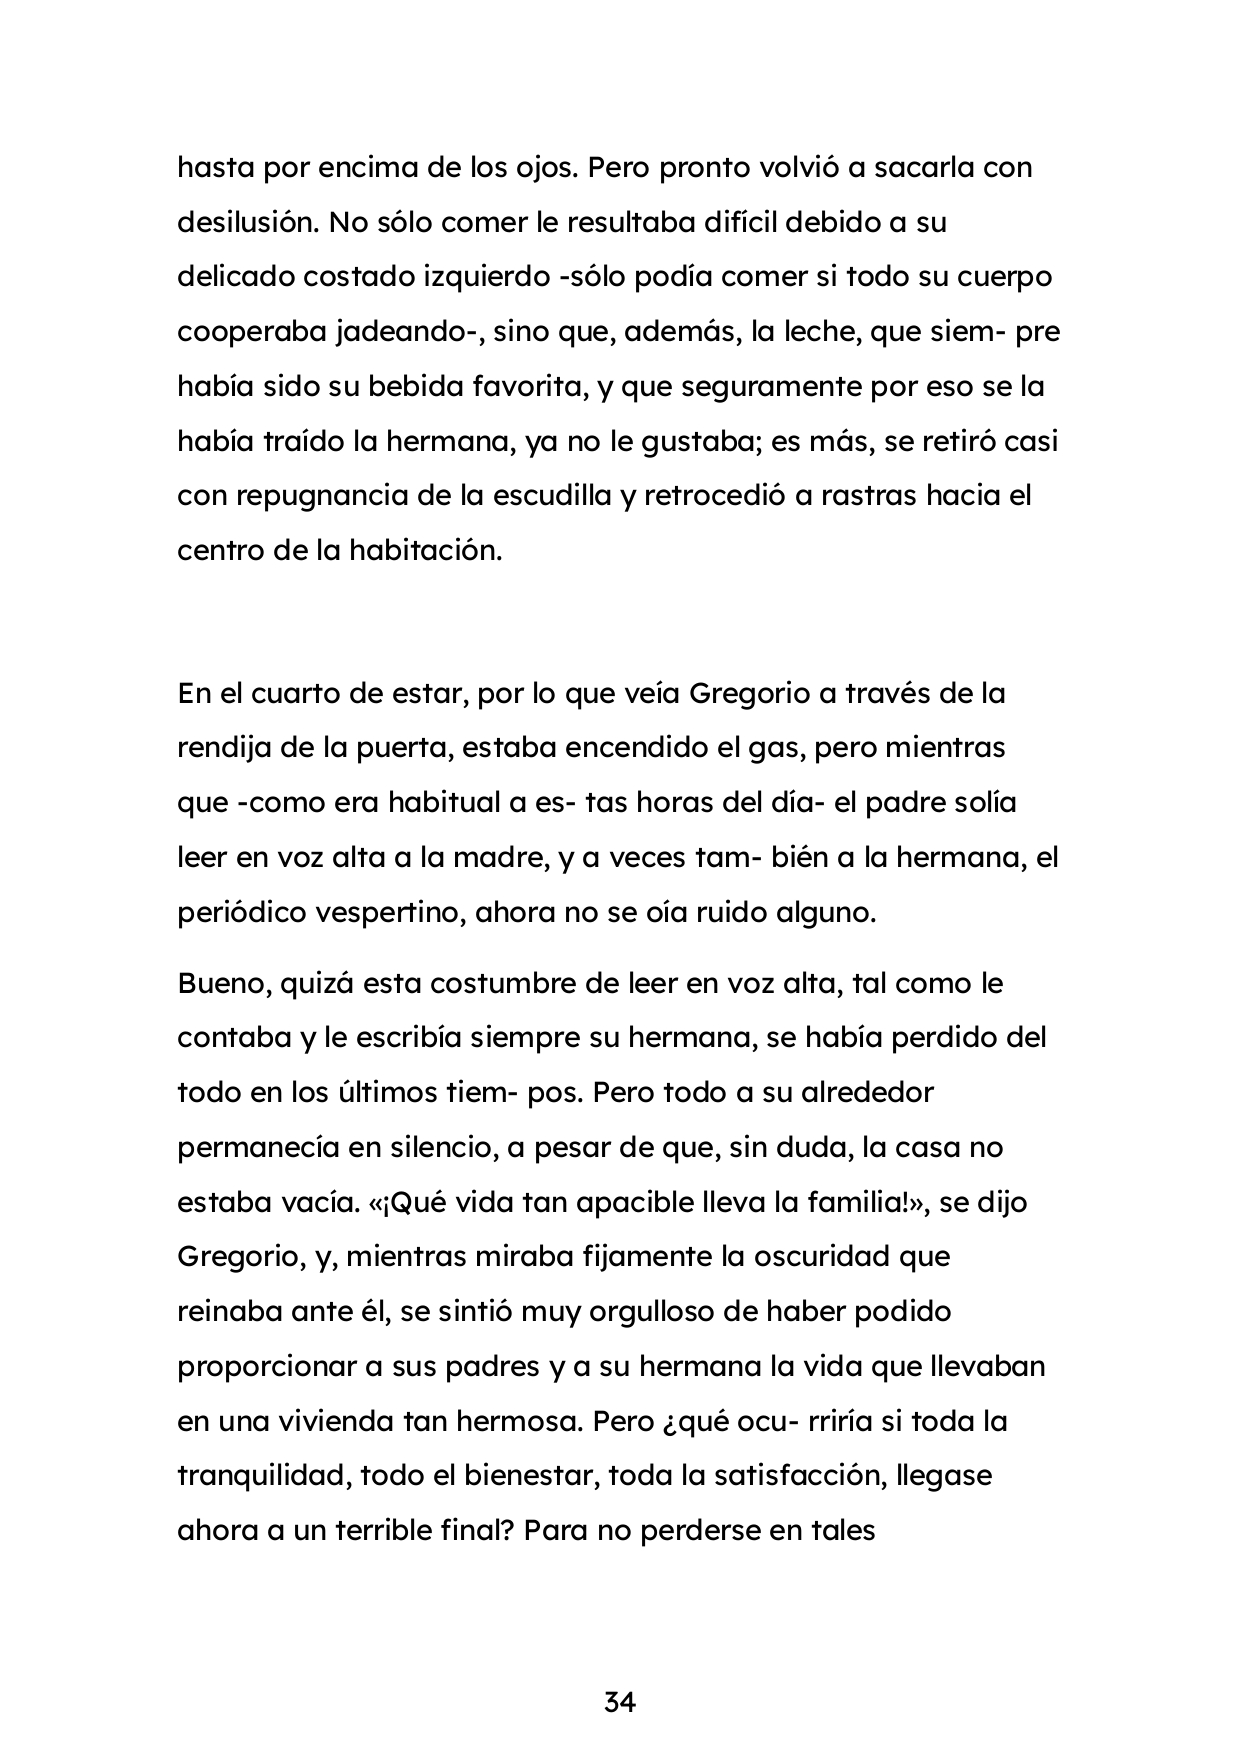 hasta por encima de los ojos. Pero pronto volvió a sacarla con
desilusión. No sólo comer le resultaba difícil debido a su
delicado costado izquierdo -sólo podía comer si todo su cuerpo
cooperaba jadeando-, sino que, además, la leche, que siem- pre
había sido su bebida favorita, y que seguramente por eso se la
había traído la hermana, ya no le gustaba; es más, se retiró casi
con repugnancia de la escudilla y retrocedió a rastras hacia el
centro de la habitación.
En el cuarto de estar, por lo que veía Gregorio a través de la
rendija de la puerta, estaba encendido el gas, pero mientras
que -como era habitual a es- tas horas del día- el padre solía
leer en voz alta a la madre, y a veces tam- bién a la hermana, el
periódico vespertino, ahora no se oía ruido alguno.
Bueno, quizá esta costumbre de leer en voz alta, tal como le
contaba y le escribía siempre su hermana, se había perdido del
todo en los últimos tiem- pos. Pero todo a su alrededor
permanecía en silencio, a pesar de que, sin duda, la casa no
estaba vacía. «¡Qué vida tan apacible lleva la familia!», se dijo
Gregorio, y, mientras miraba fijamente la oscuridad que
reinaba ante él, se sintió muy orgulloso de haber podido
proporcionar a sus padres y a su hermana la vida que llevaban
en una vivienda tan hermosa. Pero ¿qué ocu- rriría si toda la
tranquilidad, todo el bienestar, toda la satisfacción, llegase
ahora a un terrible final? Para no perderse en tales
34